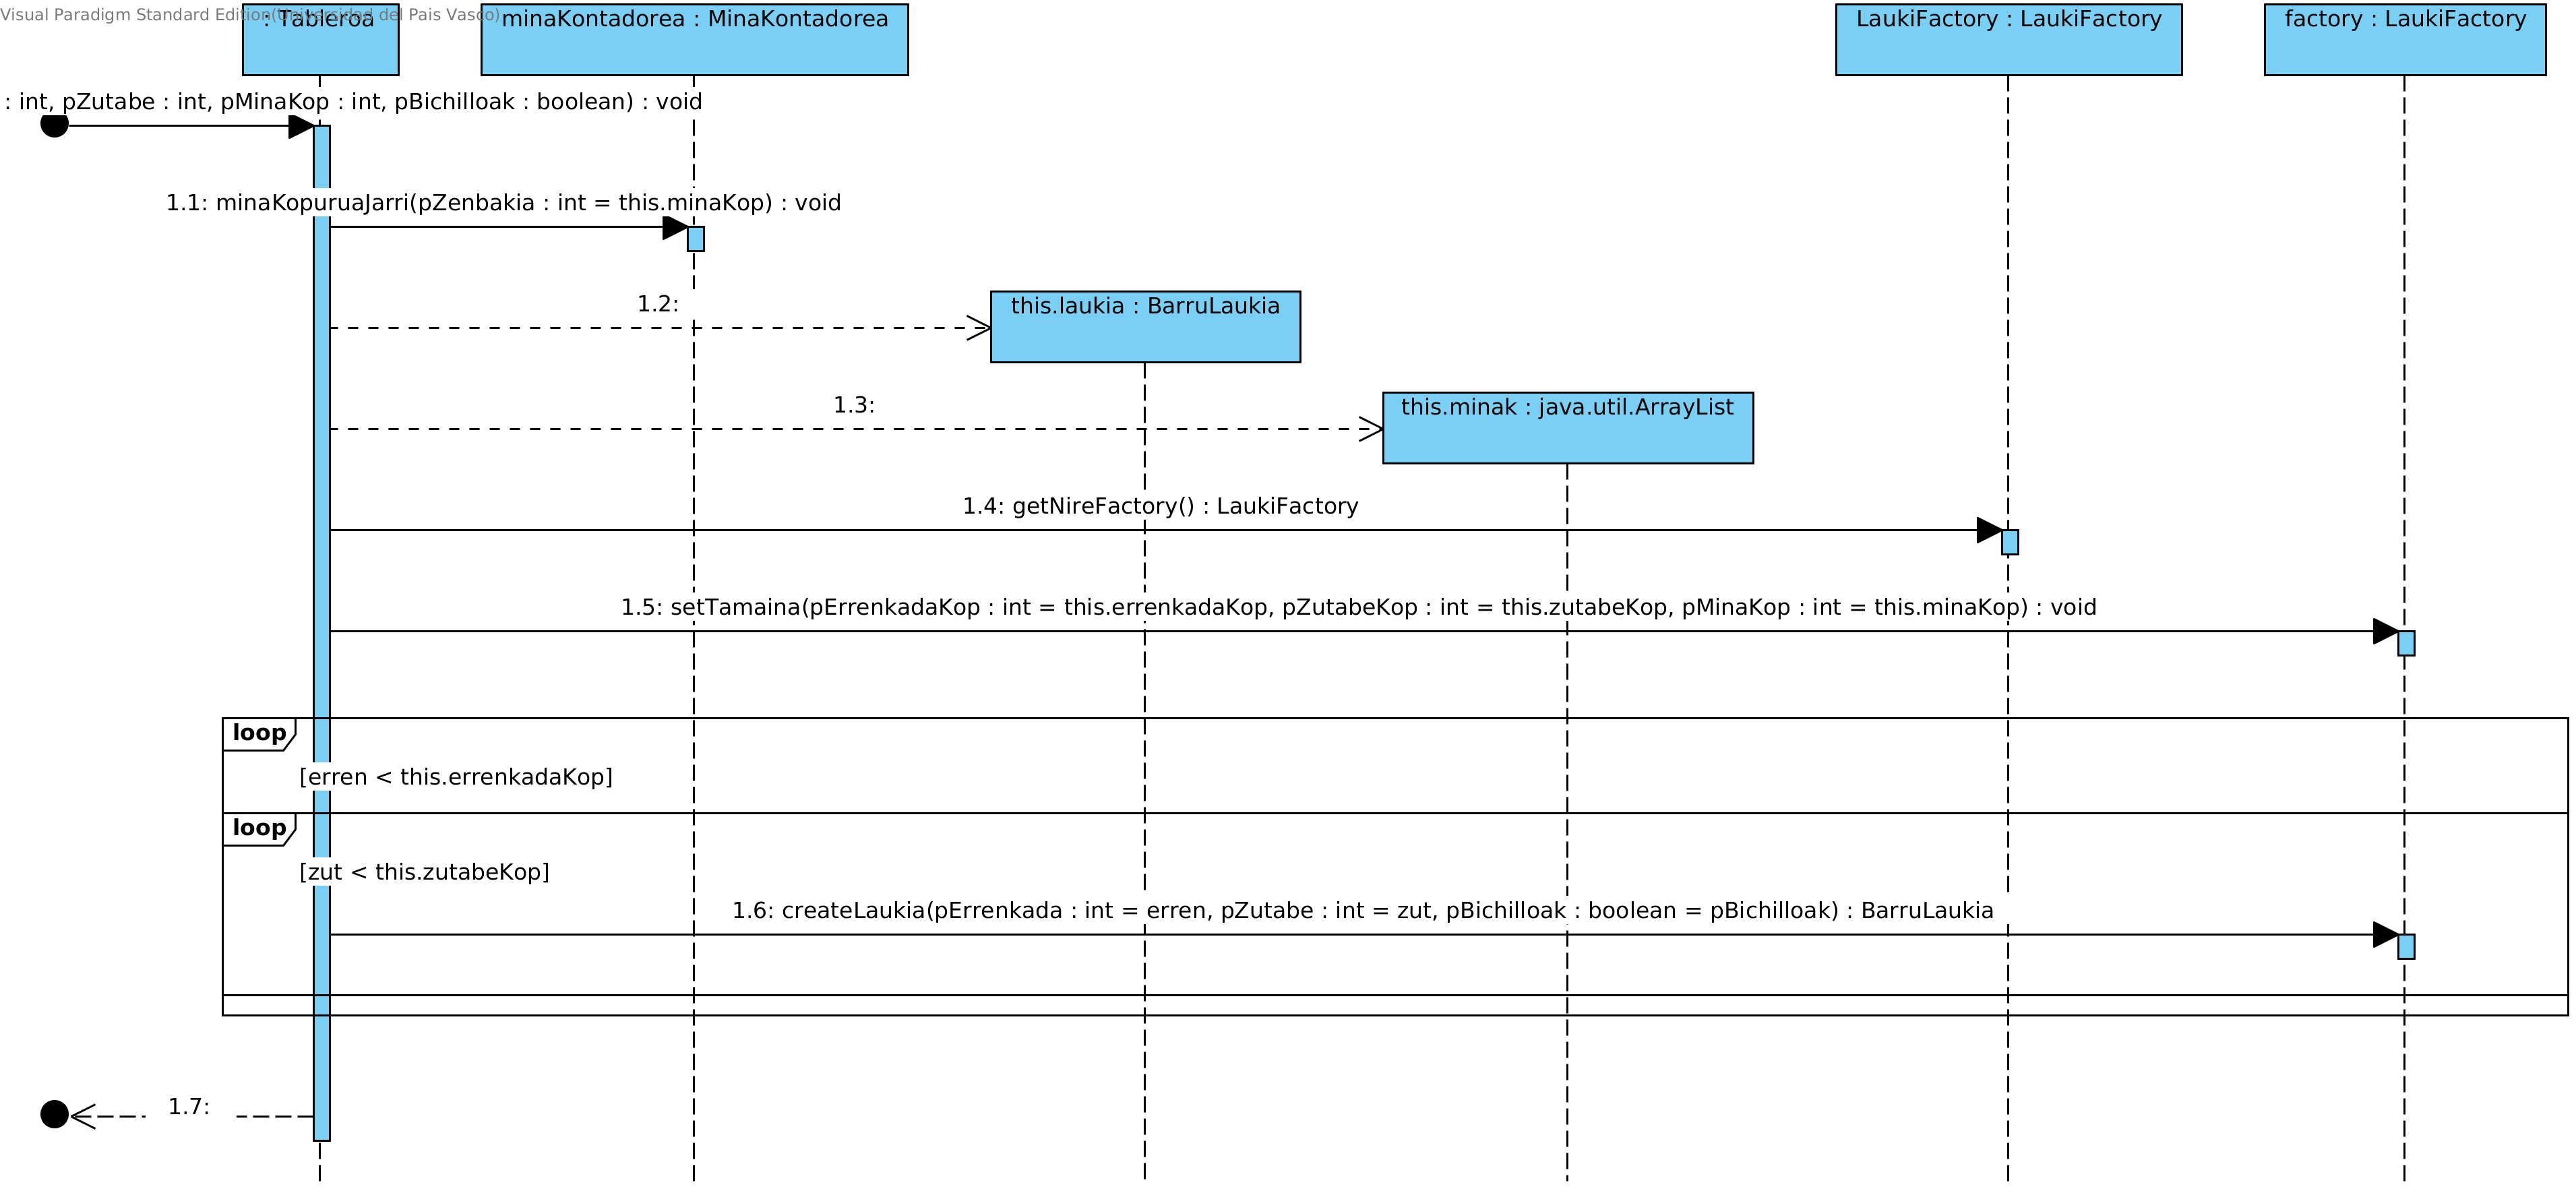 Visual Paradigm Standard Edition(Universidad del Pais Vasco)
: Tableroa
minaKontadorea : MinaKontadorea
LaukiFactory : LaukiFactory
factory : LaukiFactory
: int, pZutabe : int, pMinaKop : int, pBichilloak : boolean) : void
1.1: minaKopuruaJarri(pZenbakia : int = this.minaKop) : void
1.2:
this.laukia : BarruLaukia
1.3:
this.minak : java.util.ArrayList
1.4: getNireFactory() : LaukiFactory
1.5: setTamaina(pErrenkadaKop : int = this.errenkadaKop, pZutabeKop : int = this.zutabeKop, pMinaKop : int = this.minaKop) : void
loop
[erren < this.errenkadaKop]
loop
[zut < this.zutabeKop]
1.6: createLaukia(pErrenkada : int = erren, pZutabe : int = zut, pBichilloak : boolean = pBichilloak) : BarruLaukia
1.7: